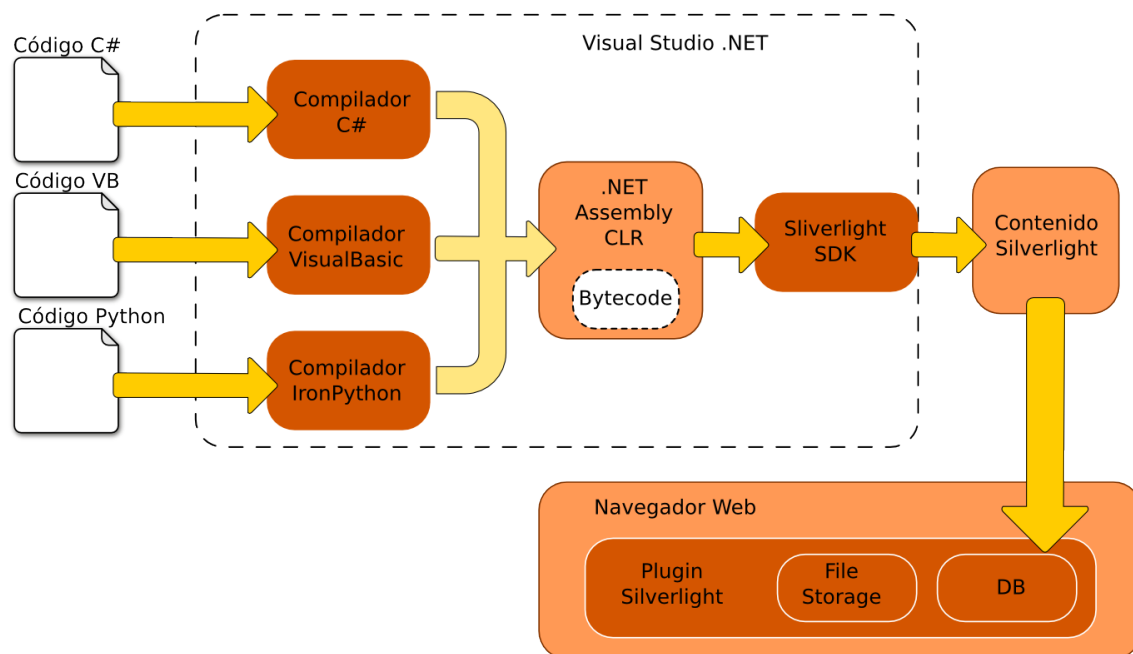 Visual Studio .NET
Código C#
Compilador
C#
Código VB
Compilador
VisualBasic
Código Python
Compilador
IronPython
.NET
Assembly
CLR
Bytecode
Sliverlight
SDK
Contenido
Silverlight
Navegador Web
Plugin
Silverlight
File
Storage
DB